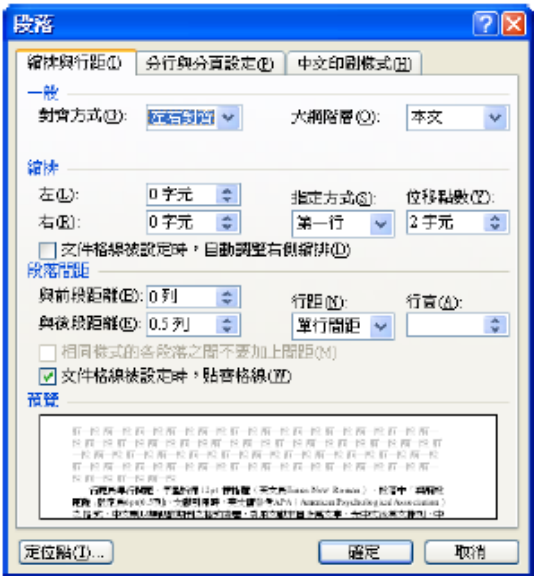 段落
縮排與行距(I) 分行與分頁設定(P) 中文印刷樣式(H)
一般
對齊方式(J): 左右對齊 大綱階層(O): 本文
縮排
左(L): 0 字元 指定方式(S): 位移點數(Y):
右(R): 0 字元 第一行 2 字元
文件格線被設定時，自動調整右側縮排(D)
段落間距
與前段距離(B): 0 列 行距(N): 行高(A):
與後段距離(E): 0.5 列 單行間距
相同樣式的各段落之間不要加上間距(M)
文件格線被設定時，貼齊格線(W)
預覽
定位點(T)... 確定 取消